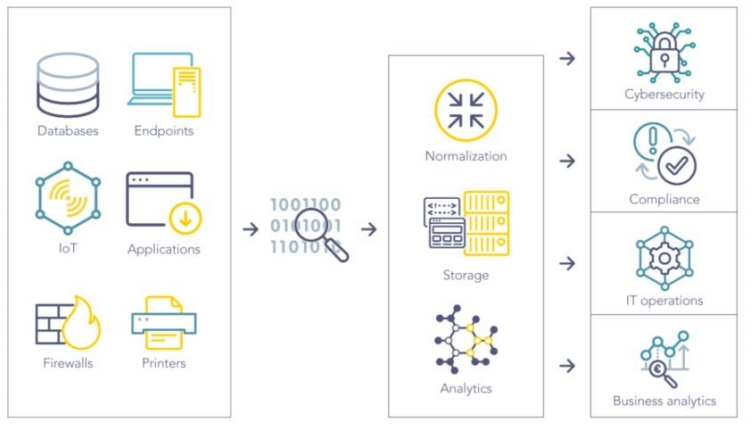 Databases
Endpoints
IoT
Applications
Firewalls
Printers
1001100
0101001
1101010
Normalization
<!-->
<--->
Storage
Analytics
Cybersecurity
Compliance
IT operations
Business analytics